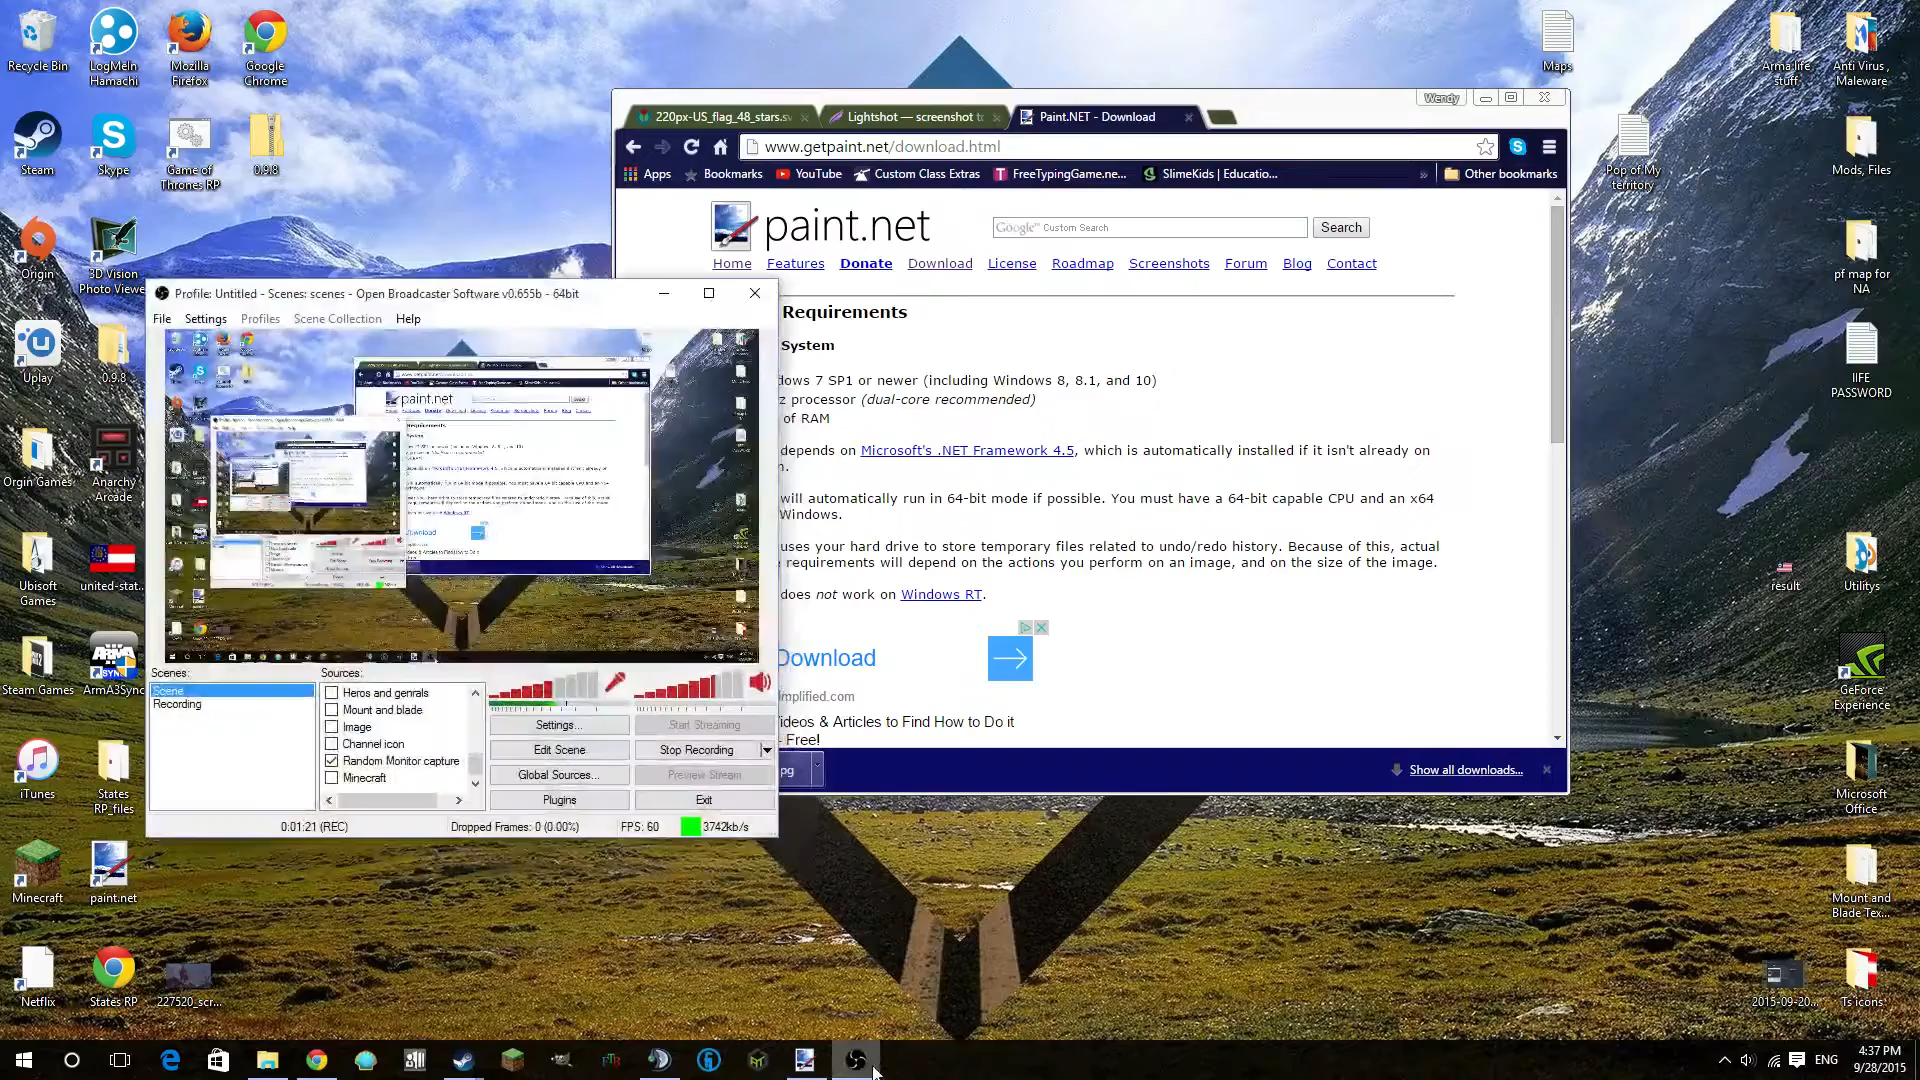 Recycle Bin
LogMeIn
Hamachi
Mozilla
Firefox
Google
Chrome
Steam
Skype
Game of
Thrones RP
0.9.8
Origin
3D Vision
Photo Viewe
Uplay
0.9.8
Orgin Games
Anarchy
Arcade
Ubisoft
Games
united-stat...
Steam Games
ArmA3Sync
iTunes
States
RP_files
Minecraft
paint.net
Netflix
States RP
227520_scr...
Wendy
220px-US_flag_48_stars.sv
Lightshot — screenshot to
Paint.NET - Download
www.getpaint.net/download.html
Apps
Bookmarks
YouTube
Custom Class Extras
FreeTypingGame.ne...
SlimeKids | Educatio...
»
Other bookmarks
paint.net
Google™ Custom Search
Search
Home Features Donate Download License Roadmap Screenshots Forum Blog Contact
Requirements
System
dows 7 SP1 or newer (including Windows 8, 8.1, and 10)
z processor (dual-core recommended)
of RAM
depends on Microsoft's .NET Framework 4.5, which is automatically installed if it isn't already on
will automatically run in 64-bit mode if possible. You must have a 64-bit capable CPU and an x64
Windows.
uses your hard drive to store temporary files related to undo/redo history. Because of this, actual
requirements will depend on the actions you perform on an image, and on the size of the image.
does not work on Windows RT.
Download
implified.com
ideos & Articles to Find How to Do it
- Free!
pg
Show all downloads...
Profile: Untitled - Scenes: scenes - Open Broadcaster Software v0.655b - 64bit
File Settings Profiles Scene Collection Help
Scenes:
Scene
Recording
Sources:
Heros and genrals
Mount and blade
Image
Channel icon
Random Monitor capture
Minecraft
Settings...
Start Streaming
Edit Scene
Stop Recording
Global Sources...
Preview Stream
Plugins
Exit
0:01:21 (REC)
Dropped Frames: 0 (0.00%)
FPS: 60
3742kb/s
Maps
Pop of My
territory
Arma life
stuff
Anti Virus ,
Maleware
Mods, Files
pf map for
NA
IIFE
PASSWORD
result
Utilitys
GeForce
Experience
Microsoft
Office
Mount and
Blade Tex...
2015-09-20...
Ts icons
ENG
4:37 PM
9/28/2015